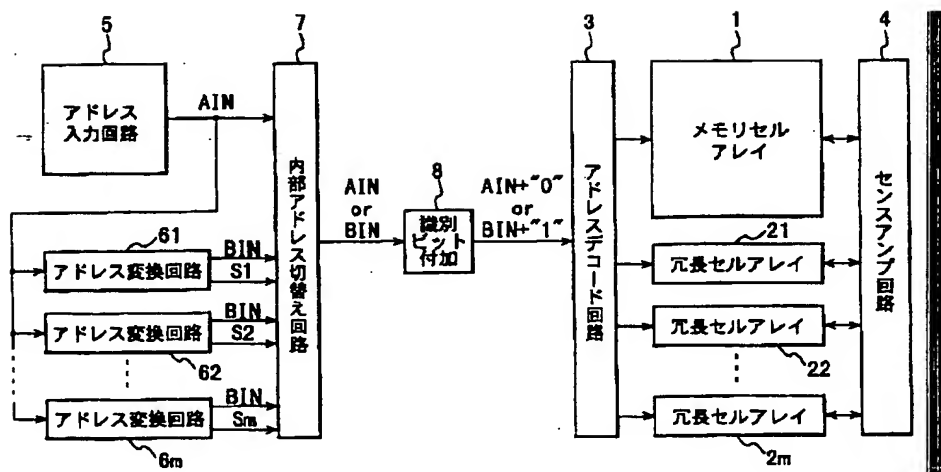 5
7
3
1
4
アドレス
入力回路
AIN
内部アドレス切替え回路
AIN
or
BIN
8
識別
ビット
付加
AIN+"0"
or
BIN+"1"
アドレスデコード回路
メモリセル
アレイ
センスアンプ回路
61
アドレス変換回路
BIN
S1
21
冗長セルアレイ
アドレス変換回路
BIN
S2
62
冗長セルアレイ
22
アドレス変換回路
BIN
Sm
6m
冗長セルアレイ
2m